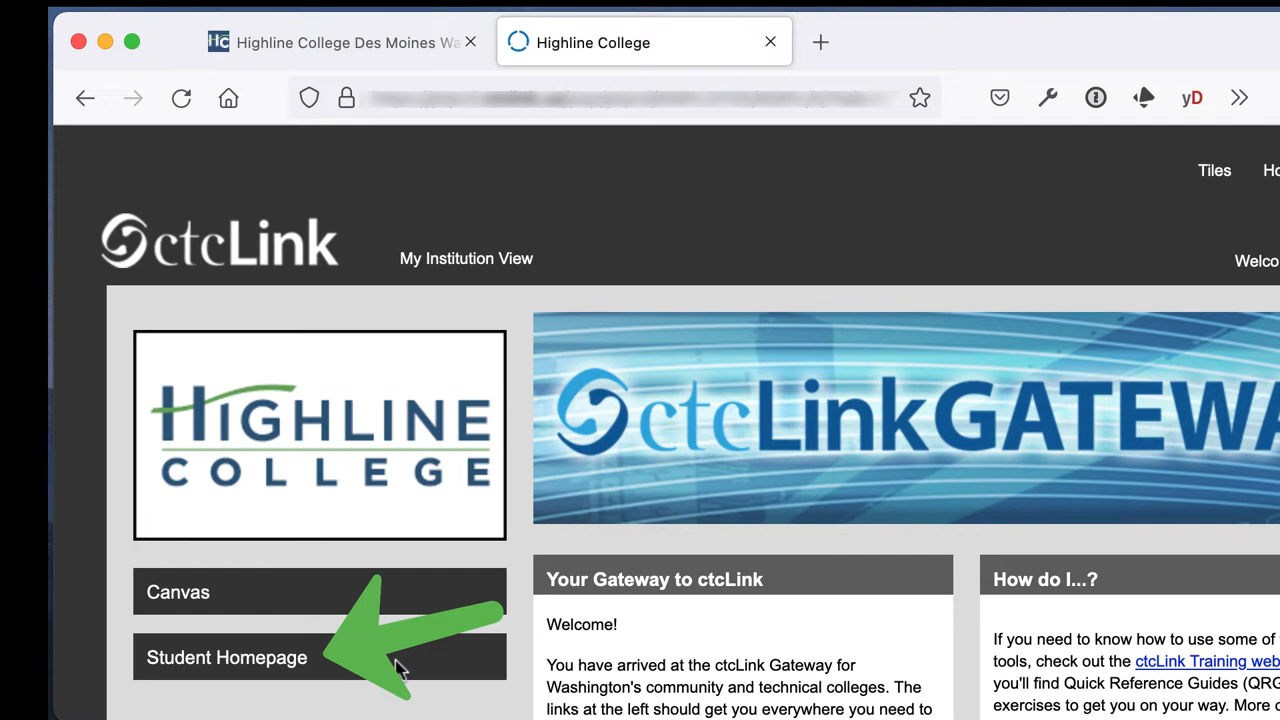 HC Highline College Des Moines Wa
Highline College
yD
Tiles
Ho
ctcLink
My Institution View
Welco
HIGHLINE
COLLEGE
ctcLinkGATEWA
Canvas
Student Homepage
Your Gateway to ctcLink
Welcome!
You have arrived at the ctcLink Gateway for
Washington's community and technical colleges. The
links at the left should get you everywhere you need to
How do I...?
If you need to know how to use some of
tools, check out the ctcLink Training web
you'll find Quick Reference Guides (QRG
exercises to get you on your way. More c